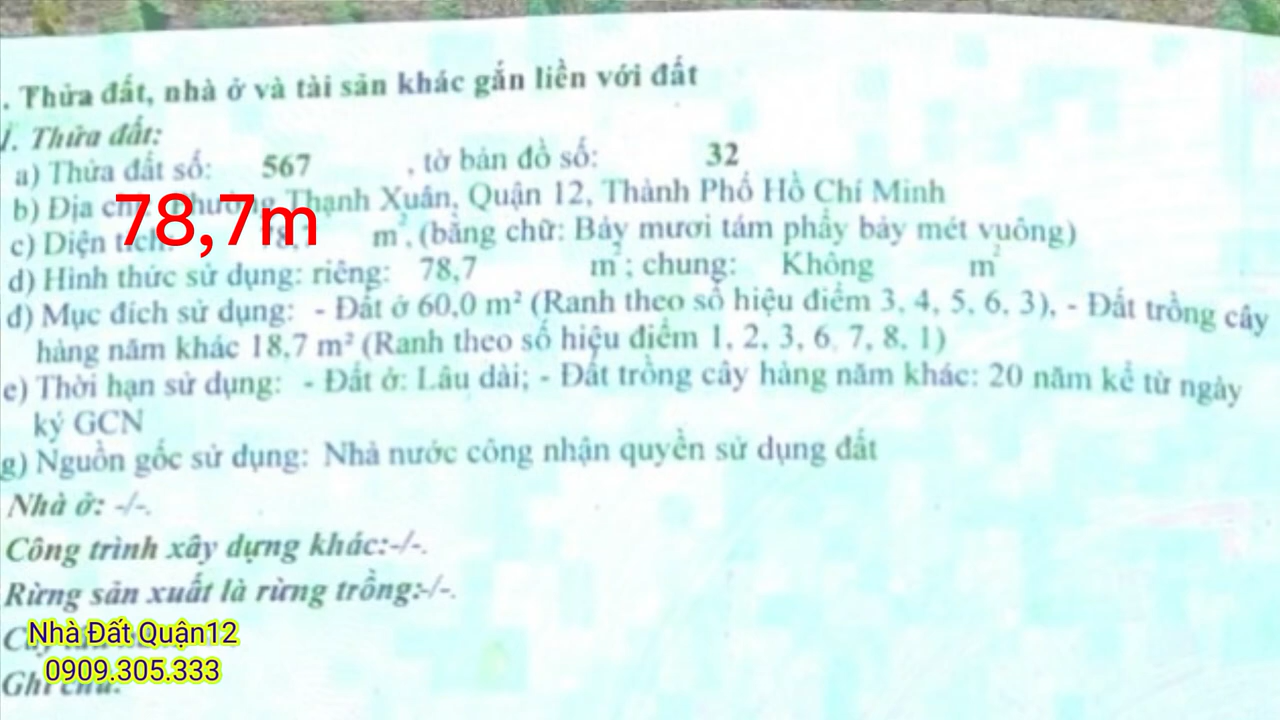 . Thửa đất, nhà ở và tài sản khác gắn liền với đất
1. Thửa đất:
a) Thửa đất số: 567 , tờ bản đồ số: 32
b) Địa Phường Thạnh Xuân, Quận 12, Thành Phố Hồ Chí Minh
78,7m
c) Diện tích: m², (bằng chữ: Bảy mươi tám phẩy bảy mét vuông)
d) Hình thức sử dụng: riêng: 78,7 m²; chung: Không m²
đ) Mục đích sử dụng: - Đất ở 60,0 m² (Ranh theo số hiệu điểm 3, 4, 5, 6, 3), - Đất trồng cây
hàng năm khác 18,7 m² (Ranh theo số hiệu điểm 1, 2, 3, 6, 7, 8, 1)
e) Thời hạn sử dụng: - Đất ở: Lâu dài; - Đất trồng cây hàng năm khác: 20 năm kể từ ngày
ký GCN
g) Nguồn gốc sử dụng: Nhà nước công nhận quyền sử dụng đất
Nhà ở: -/-.
Công trình xây dựng khác:-/-.
Rừng sản xuất là rừng trồng:-/-.
Nhà Đất Quận12
0909.305.333
Ghi chú: